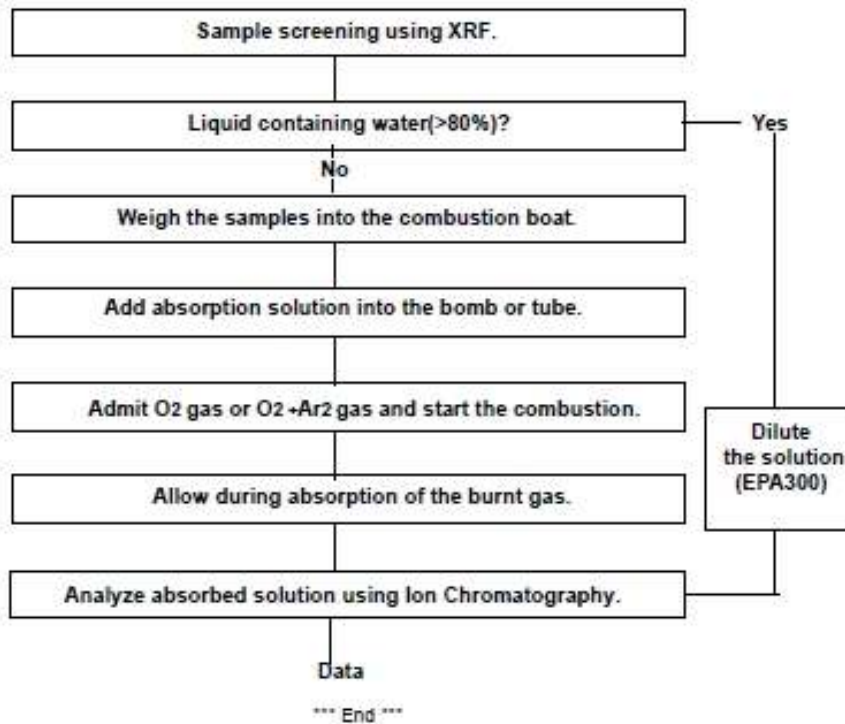 Sample screening using XRF.
Liquid containing water(>80%)?
Yes
No
Weigh the samples into the combustion boat.
Add absorption solution into the bomb or tube.
Admit O2 gas or O2 +Ar2 gas and start the combustion.
Dilute
the solution
(EPA300)
Allow during absorption of the burnt gas.
Analyze absorbed solution using Ion Chromatography.
Data
*** End ***